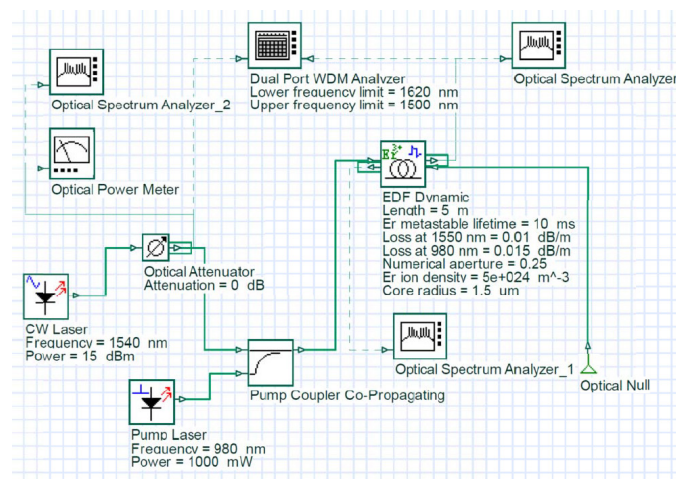 Dual Port WDM Analyzer
Lower frequency limit = 1620 nm
Upper frequency limit = 1500 nm
Optical Spectrum Analyzer
Optical Spectrum Analyzer_2
Optical Power Meter
Er 3+
EDF Dynamic
Length = 5 m
Er metastable lifetime = 10 ms
Loss at 1550 nm = 0.01 dB/m
Loss at 980 nm = 0.015 dB/m
Numerical aperture = 0.25
Er ion density = 5e+024 m^-3
Core radius = 1.5 um
Optical Attenuator
Attenuation = 0 dB
CW Laser
Frequency = 1540 nm
Power = 15 dBm
Optical Spectrum Analyzer_1
Optical Null
Pump Coupler Co-Propagating
Pump Laser
Frequency = 980 nm
Power = 1000 mW